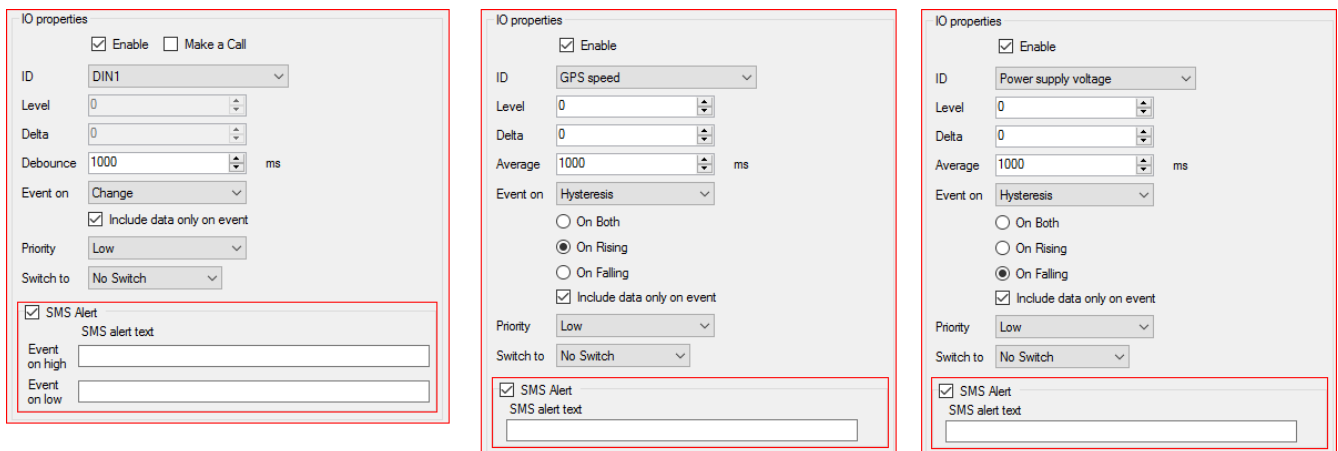 IO properties
Enable Make a Call
ID DIN1
Level 0
Delta 0
Debounce 1000 ms
Event on Change
Include data only on event
Priority Low
Switch to No Switch
SMS Alert
SMS alert text
Event
on high
Event
on low
IO properties
Enable
ID GPS speed
Level 0
Delta 0
Average 1000 ms
Event on Hysteresis
On Both
On Rising
On Falling
Include data only on event
Priority Low
Switch to No Switch
SMS Alert
SMS alert text
IO properties
Enable
ID Power supply voltage
Level 0
Delta 0
Average 1000 ms
Event on Hysteresis
On Both
On Rising
On Falling
Include data only on event
Priority Low
Switch to No Switch
SMS Alert
SMS alert text